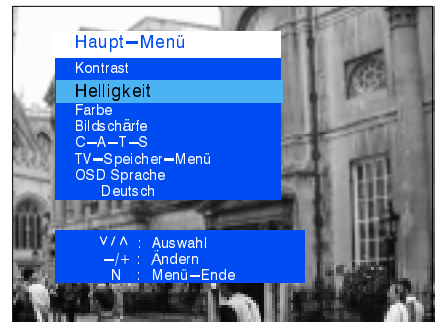 Haupt–Menü
Kontrast
Helligkeit
Farbe
Bildschärfe
C–A–T–S
TV–Speicher–Menü
OSD Sprache
Deutsch
∨/∧ : Auswahl
–/+ : Ändern
N : Menü–Ende